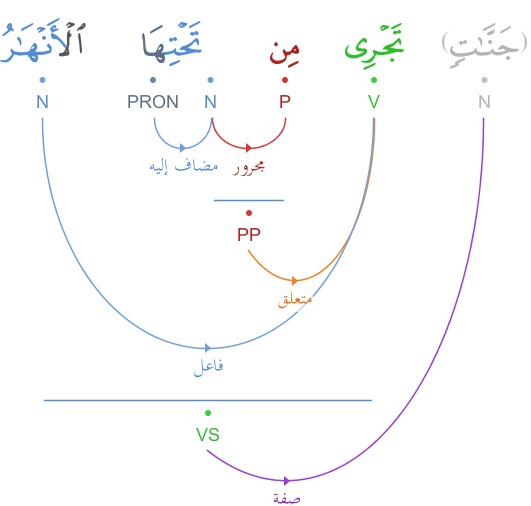 (جَنَّـٰتٍ) تَجْرِى مِن تَحْتِهَا ٱلْأَنْهَـٰرُ
N V P N PRON N
مجرور مضاف إليه
PP
متعلق
فاعل
VS
صفة